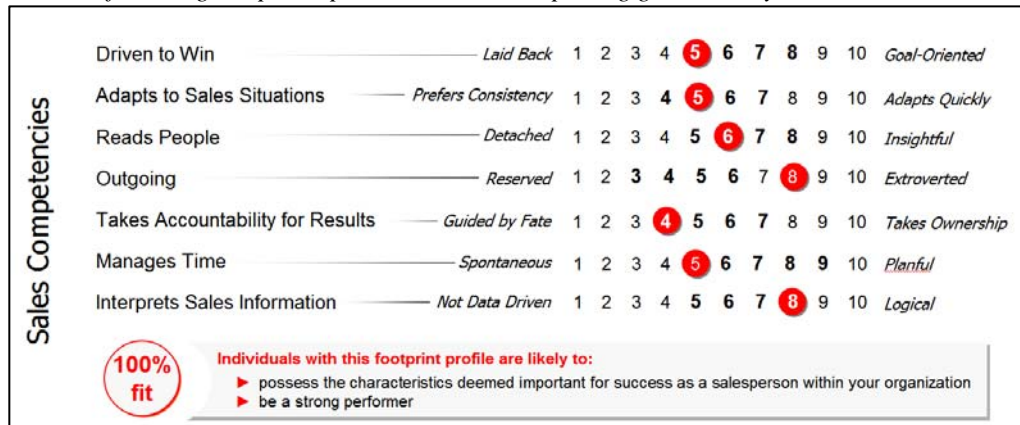 Sales Competencies
Driven to Win Laid Back 1 2 3 4 5 6 7 8 9 10 Goal-Oriented
Adapts to Sales Situations Prefers Consistency 1 2 3 4 5 6 7 8 9 10 Adapts Quickly
Reads People Detached 1 2 3 4 5 6 7 8 9 10 Insightful
Outgoing Reserved 1 2 3 4 5 6 7 8 9 10 Extroverted
Takes Accountability for Results Guided by Fate 1 2 3 4 5 6 7 8 9 10 Takes Ownership
Manages Time Spontaneous 1 2 3 4 5 6 7 8 9 10 Planful
Interprets Sales Information Not Data Driven 1 2 3 4 5 6 7 8 9 10 Logical
100% fit
Individuals with this footprint profile are likely to:
► possess the characteristics deemed important for success as a salesperson within your organization
► be a strong performer